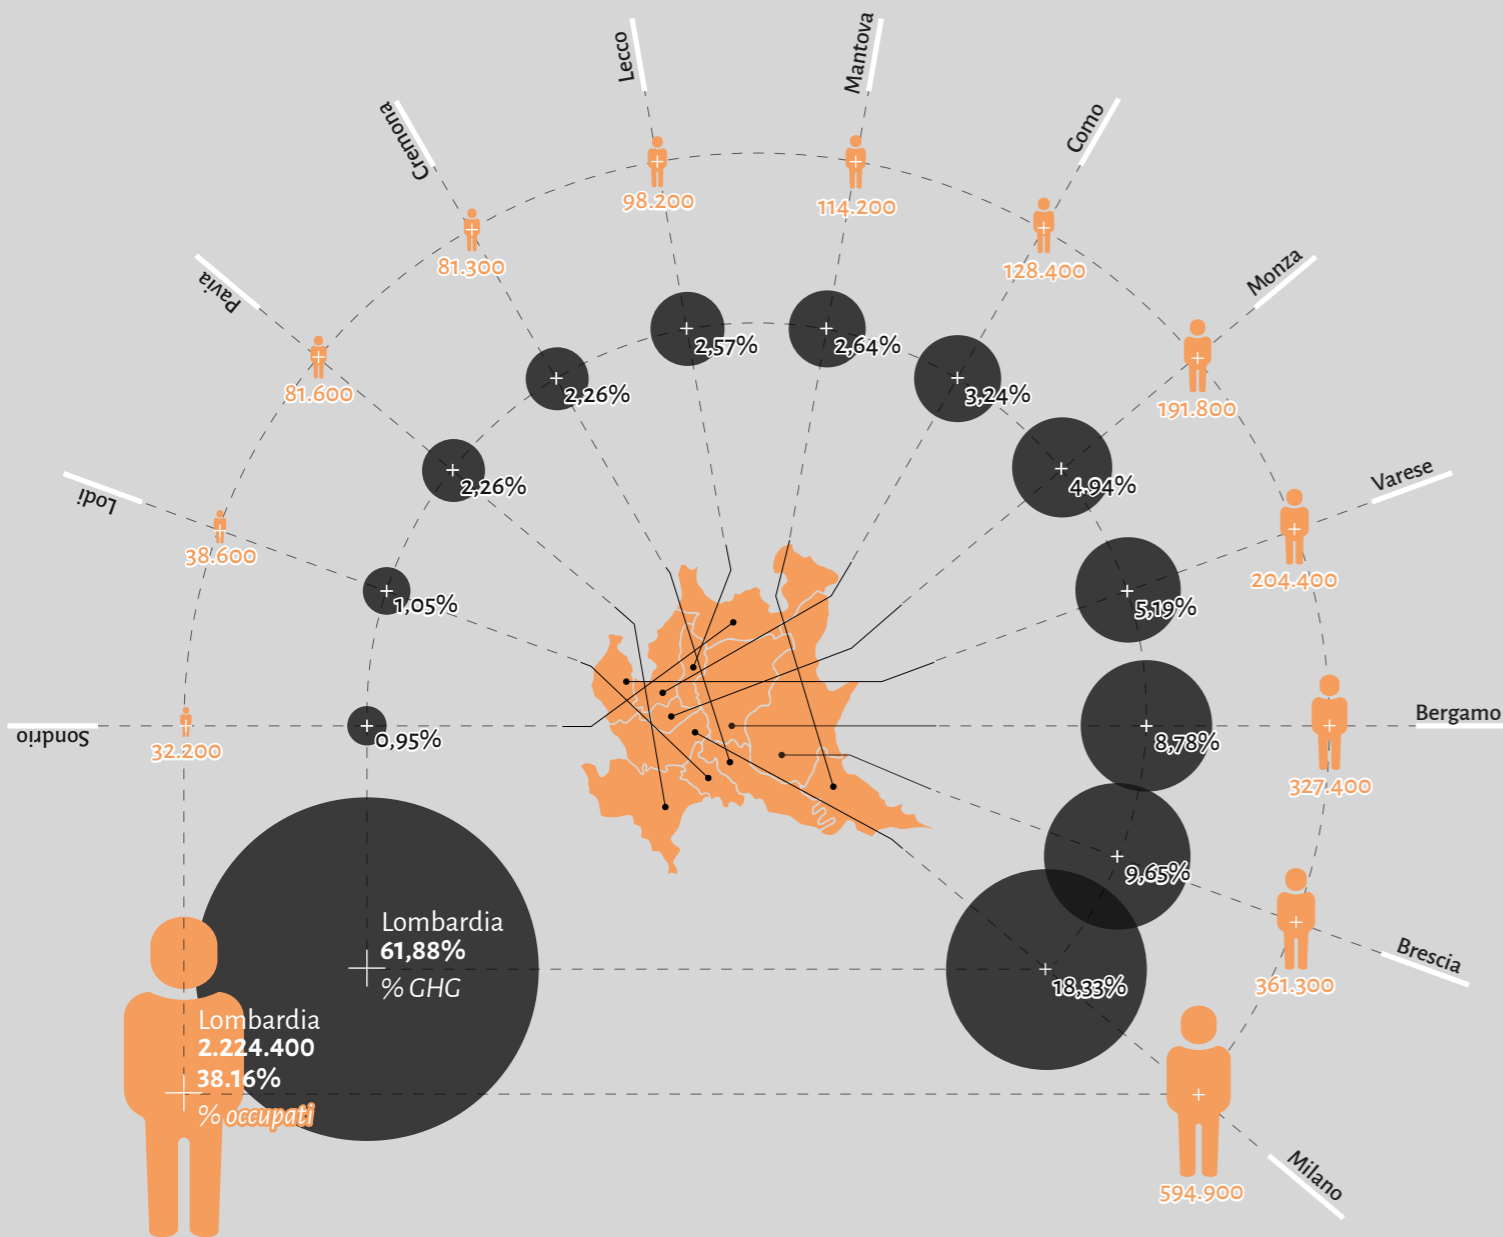 Sondrio
32.200
0,95%
Lodi
38.600
1,05%
Pavia
81.600
2,26%
Cremona
81.300
2,26%
Lecco
98.200
2,57%
Mantova
114.200
2,64%
Como
128.400
3,24%
Monza
191.800
4.94%
Varese
204.400
5,19%
Bergamo
327.400
8,78%
Brescia
361.300
9,65%
Milano
594.900
18,33%
Lombardia
61,88%
% GHG
Lombardia
2.224.400
38.16%
% occupati